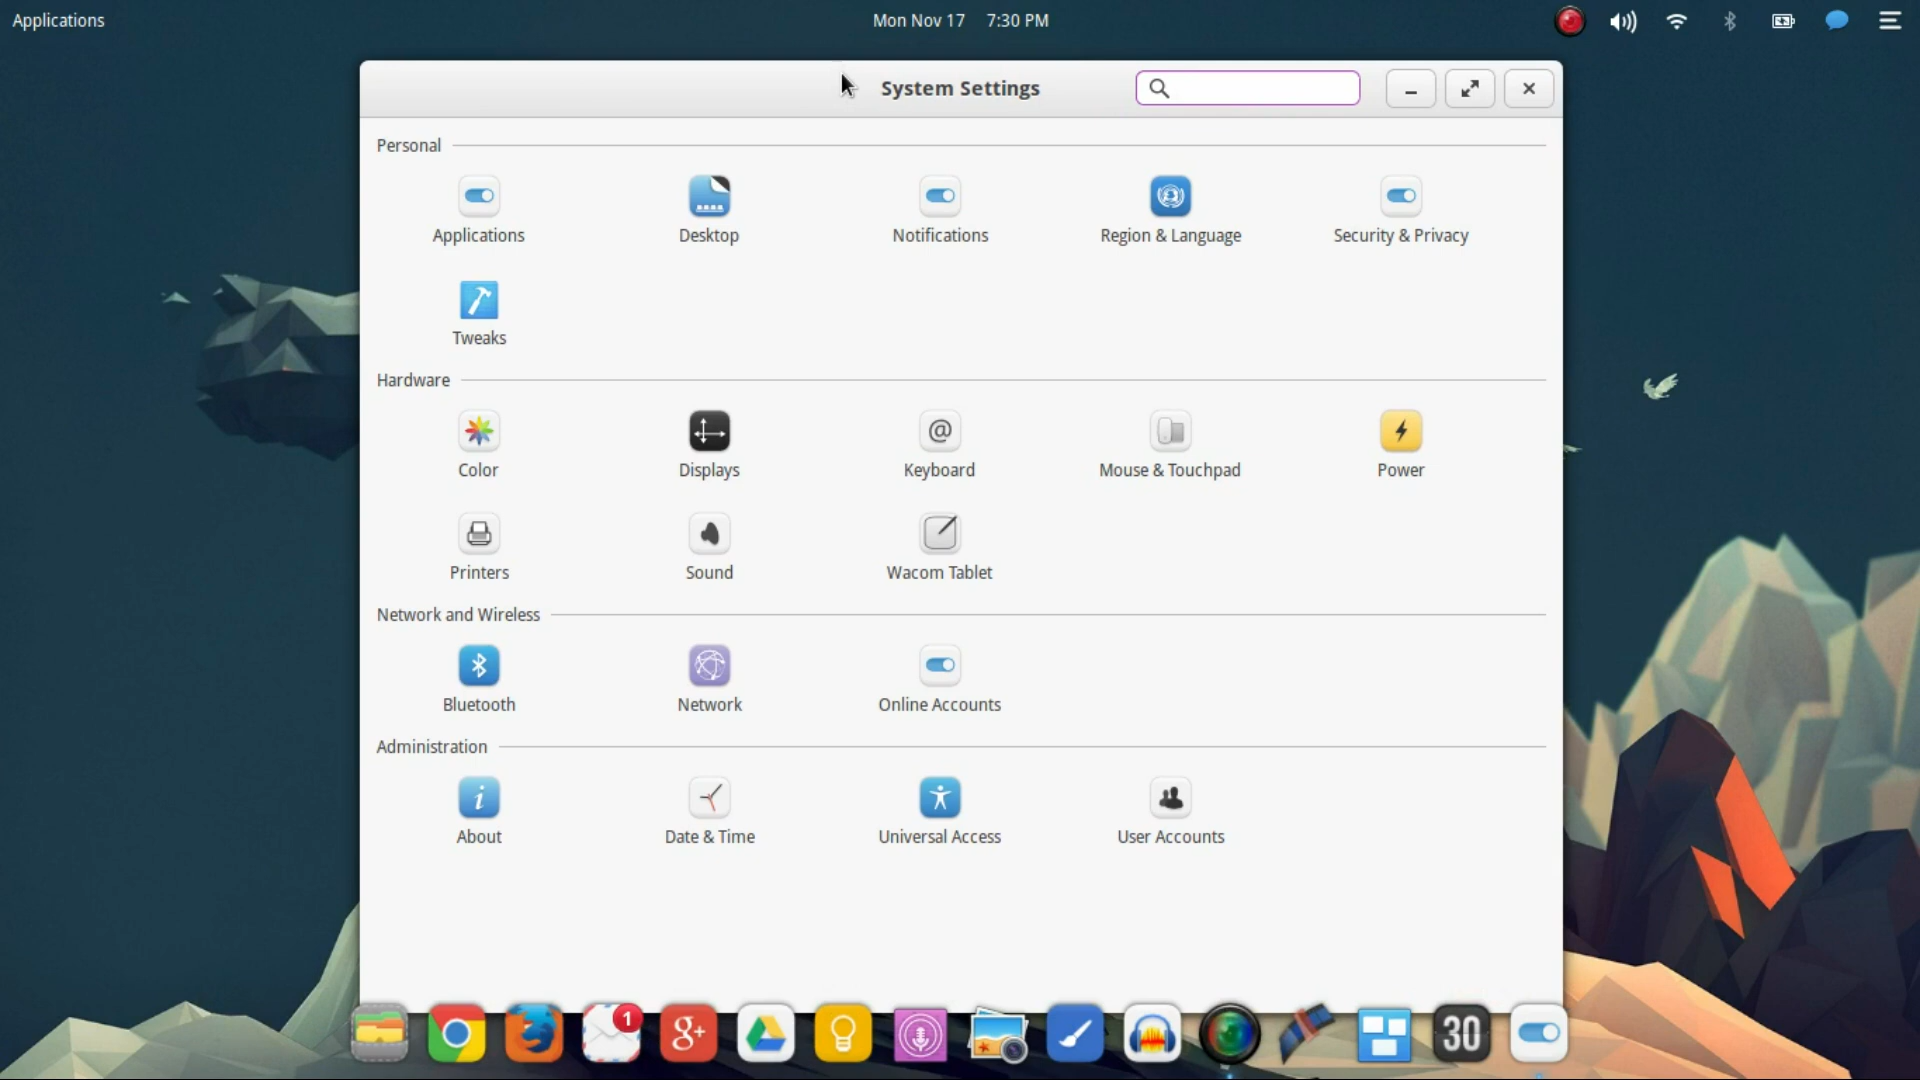 Applications Mon Nov 17 7:30 PM
System Settings
Personal
Applications Desktop Notifications Region & Language Security & Privacy
Tweaks
Hardware
Color Displays Keyboard Mouse & Touchpad Power
@
Printers Sound Wacom Tablet
Network and Wireless
Bluetooth Network Online Accounts
Administration
i
About Date & Time Universal Access User Accounts
1
g+
30